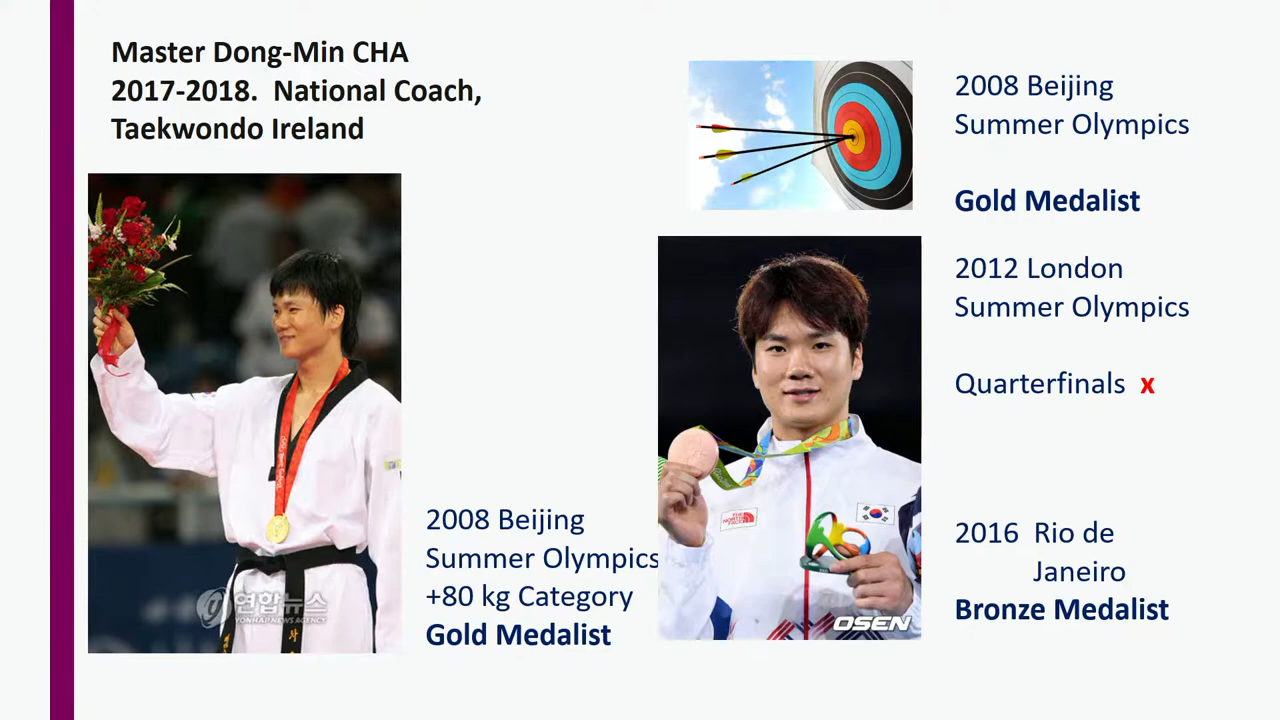 Master Dong-Min CHA
2017-2018. National Coach,
Taekwondo Ireland
연합뉴스
YONHAP NEWS AGENCY
2008 Beijing
Summer Olympics
+80 kg Category
Gold Medalist
THE NORTH FACE
OSEN
2008 Beijing
Summer Olympics
Gold Medalist
2012 London
Summer Olympics
Quarterfinals x
2016 Rio de
Janeiro
Bronze Medalist